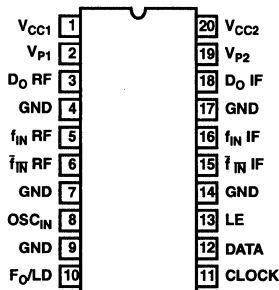 VCC1 1 20 VCC2
VP1 2 19 VP2
DO RF 3 18 DO IF
GND 4 17 GND
fIN RF 5 16 fIN IF
f̅IN RF 6 15 f̅IN IF
GND 7 14 GND
OSCIN 8 13 LE
GND 9 12 DATA
FO/LD 10 11 CLOCK